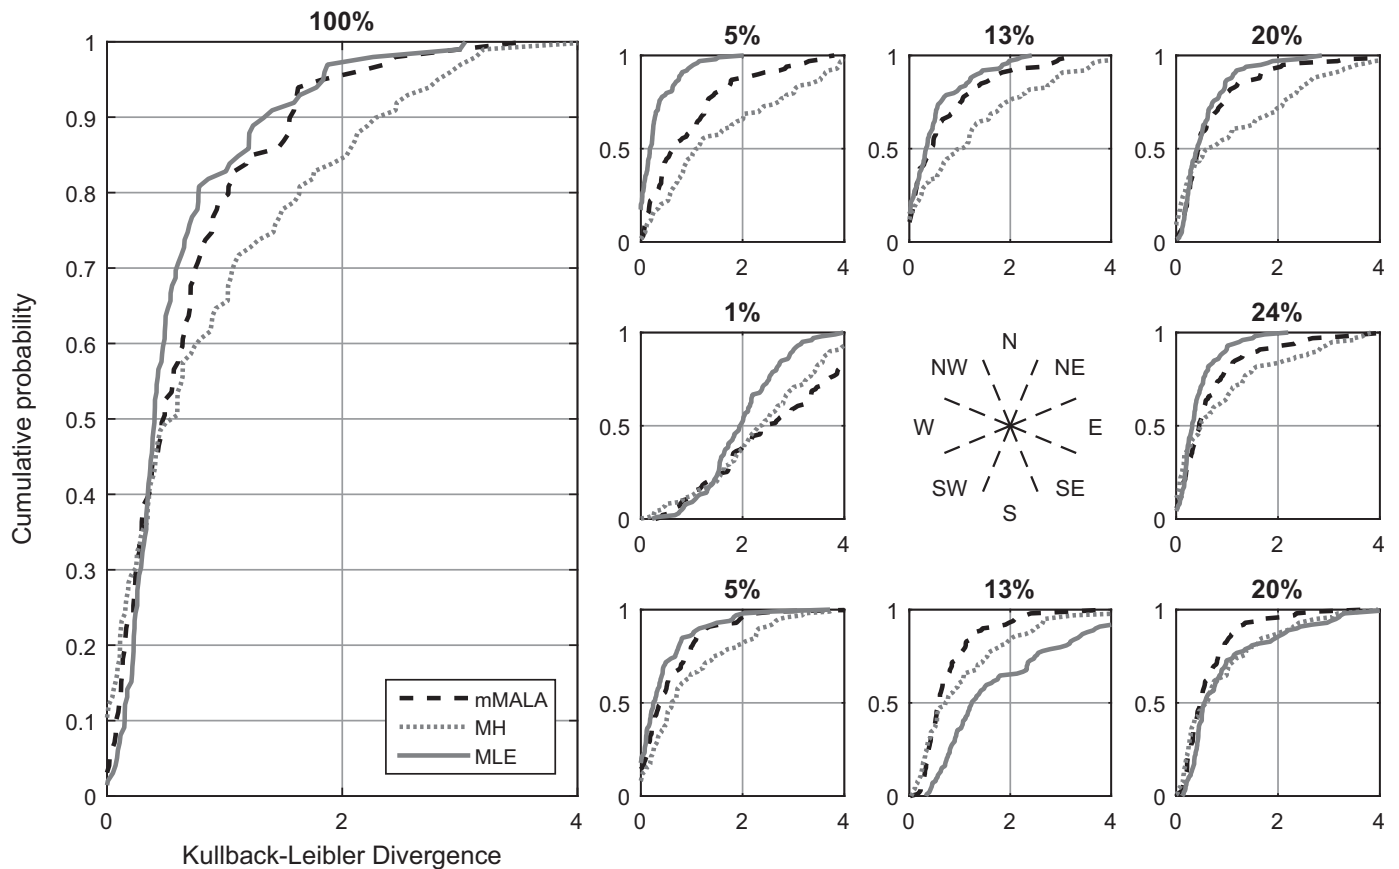 100%
1
0.9
0.8
0.7
0.6
0.5
0.4
0.3
0.2
0.1
0
0 2 4
Cumulative probability
Kullback-Leibler Divergence
mMALA
MH
MLE
5%
1
0.5
0
0 2 4
13%
1
0.5
0
0 2 4
20%
1
0.5
0
0 2 4
1%
1
0.5
0
0 2 4
N
NW NE
W E
SW SE
S
24%
1
0.5
0
0 2 4
5%
1
0.5
0
0 2 4
13%
1
0.5
0
0 2 4
20%
1
0.5
0
0 2 4